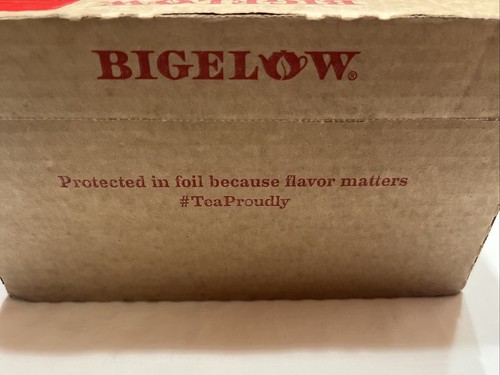 BIGELOW®
Protected in foil because flavor matters
#TeaProudly